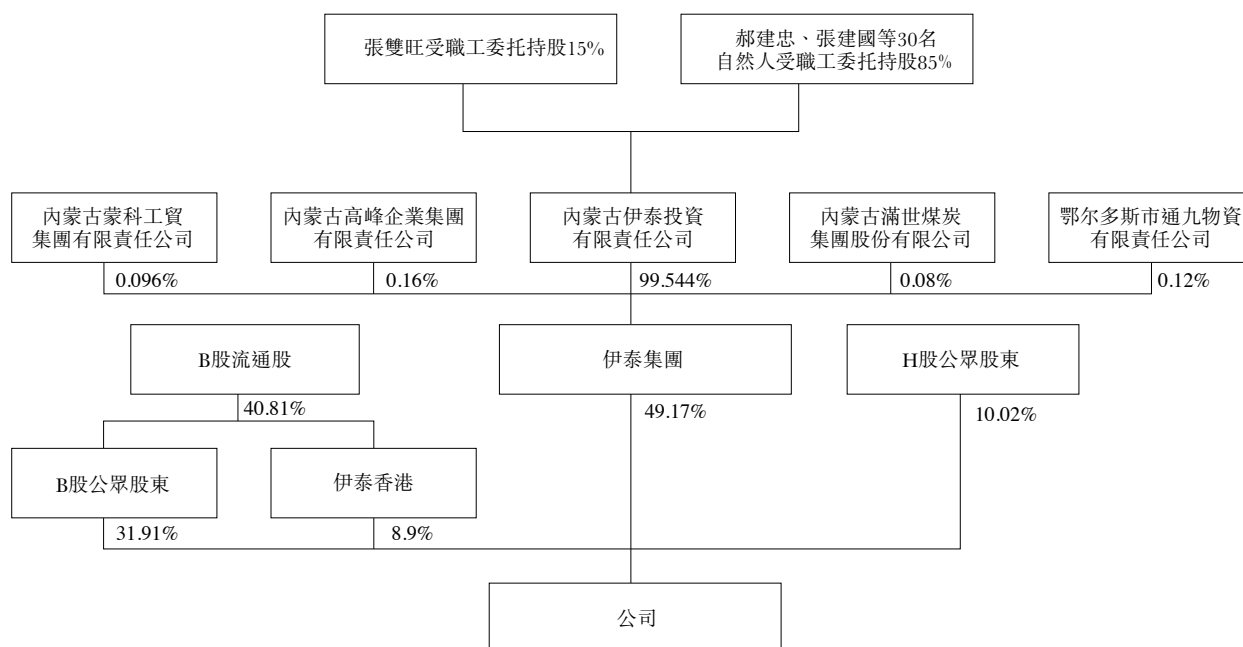 張雙旺受職工委托持股15%
郝建忠、張建國等30名
自然人受職工委托持股85%
內蒙古蒙科工貿
集團有限責任公司
內蒙古高峰企業集團
有限責任公司
內蒙古伊泰投資
有限責任公司
內蒙古滿世煤炭
集團股份有限公司
鄂尔多斯市通九物資
有限責任公司
0.096%
0.16%
99.544%
0.08%
0.12%
B股流通股
伊泰集團
H股公眾股東
40.81%
49.17%
10.02%
B股公眾股東
伊泰香港
31.91%
8.9%
公司